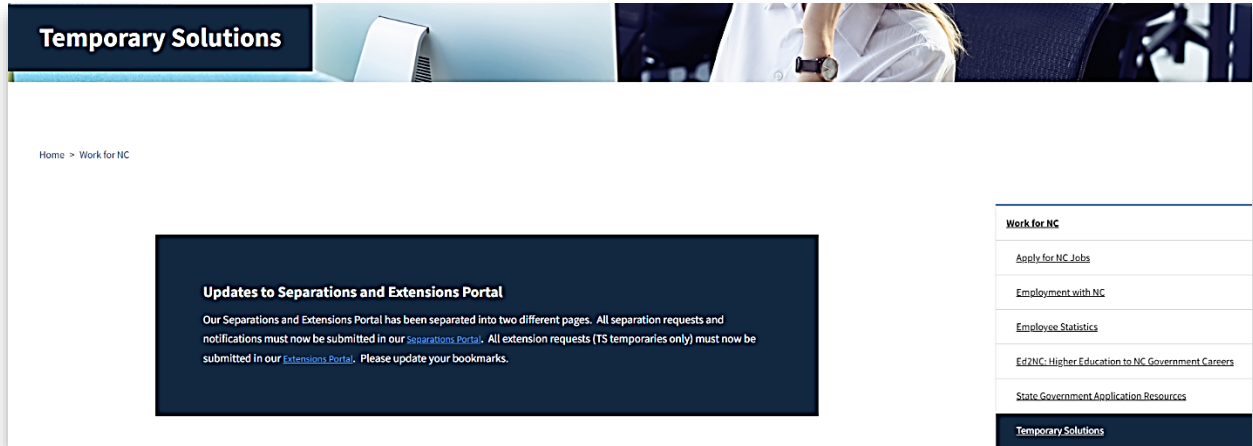 Temporary Solutions
Home > Work for NC
Updates to Separations and Extensions Portal
Our Separations and Extensions Portal has been separated into two different pages. All separation requests and
notifications must now be submitted in our Separations Portal. All extension requests (TS temporaries only) must now be
submitted in our Extensions Portal. Please update your bookmarks.
Work for NC
Apply for NC Jobs
Employment with NC
Employee Statistics
Ed2NC: Higher Education to NC Government Careers
State Government Application Resources
Temporary Solutions